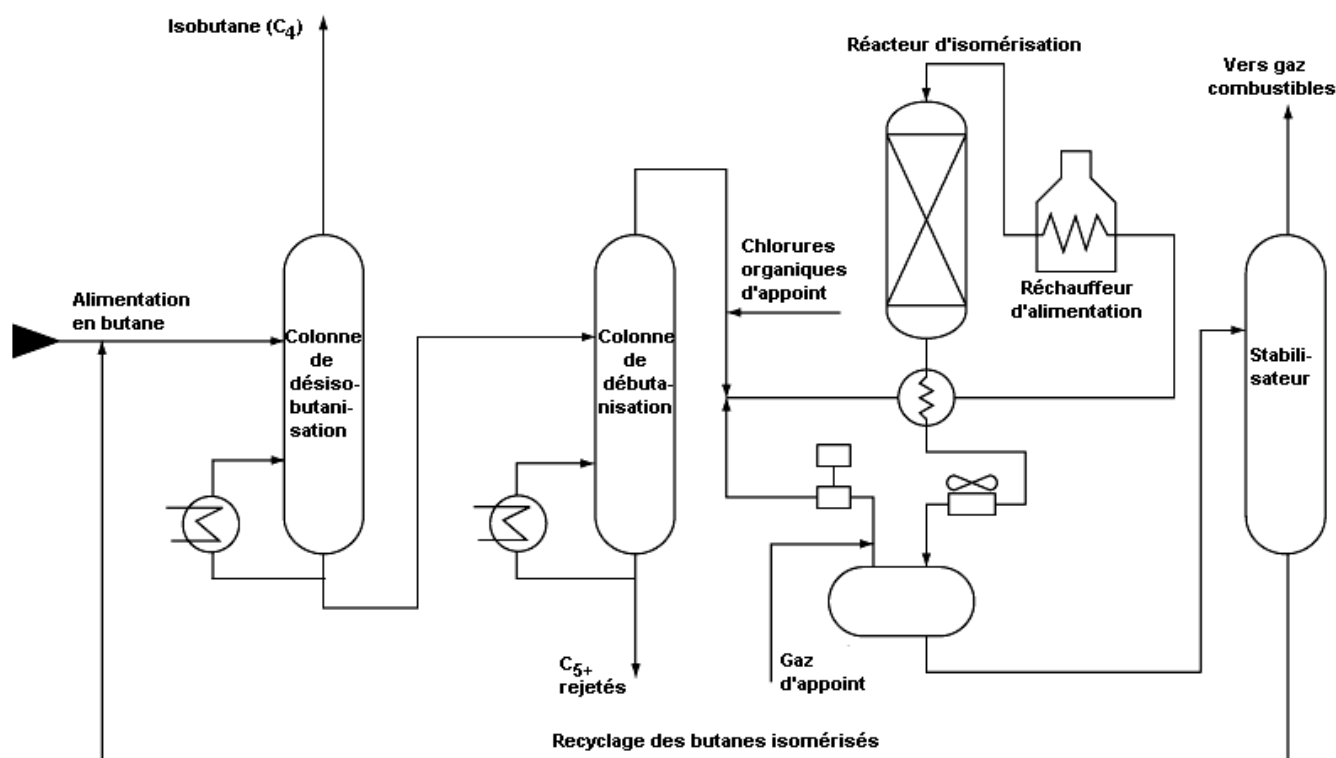 Isobutane (C4)
Réacteur d'isomérisation
Vers gaz
combustibles
Chlorures
organiques
d'appoint
Réchauffeur
d'alimentation
Alimentation
en butane
Colonne
de
désiso-
butani-
sation
Colonne
de
débuta-
nisation
Stabili-
sateur
C5+
rejetés
Gaz
d'appoint
Recyclage des butanes isomérisés